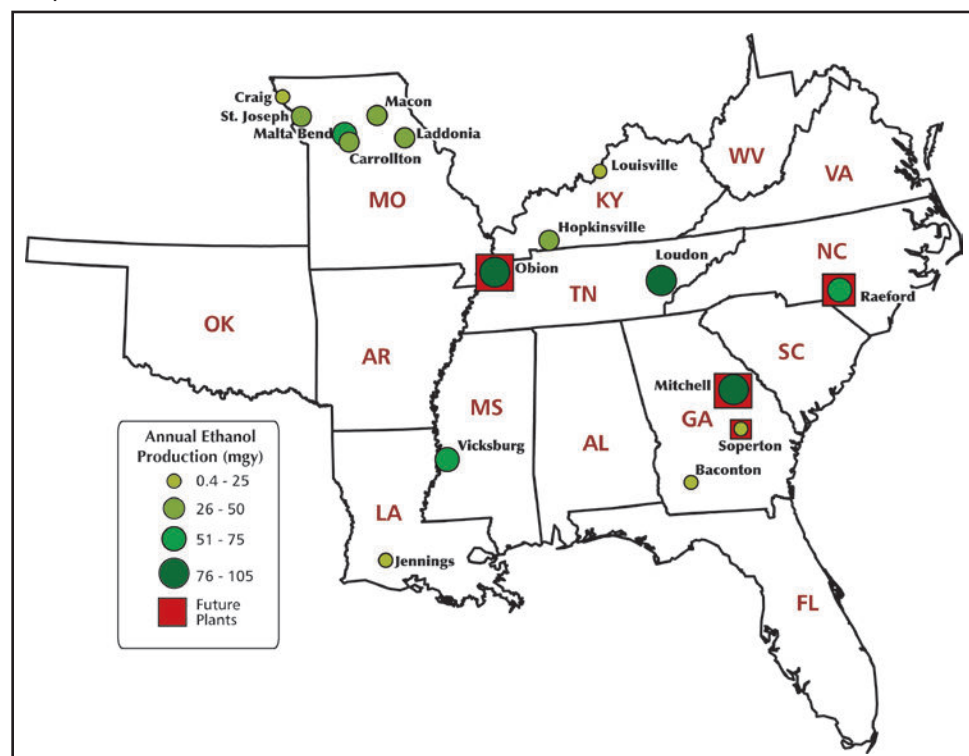 Craig
St. Joseph
Malta Bend
Macon
Laddonia
Carrollton
MO
Louisville
KY
Hopkinsville
WV
VA
Obion
Loudon
TN
NC
Raeford
OK
AR
SC
Mitchell
GA
Soperton
Baconton
MS
AL
Vicksburg
LA
Jennings
FL
Annual Ethanol
Production (mgy)
0.4 - 25
26 - 50
51 - 75
76 - 105
Future
Plants